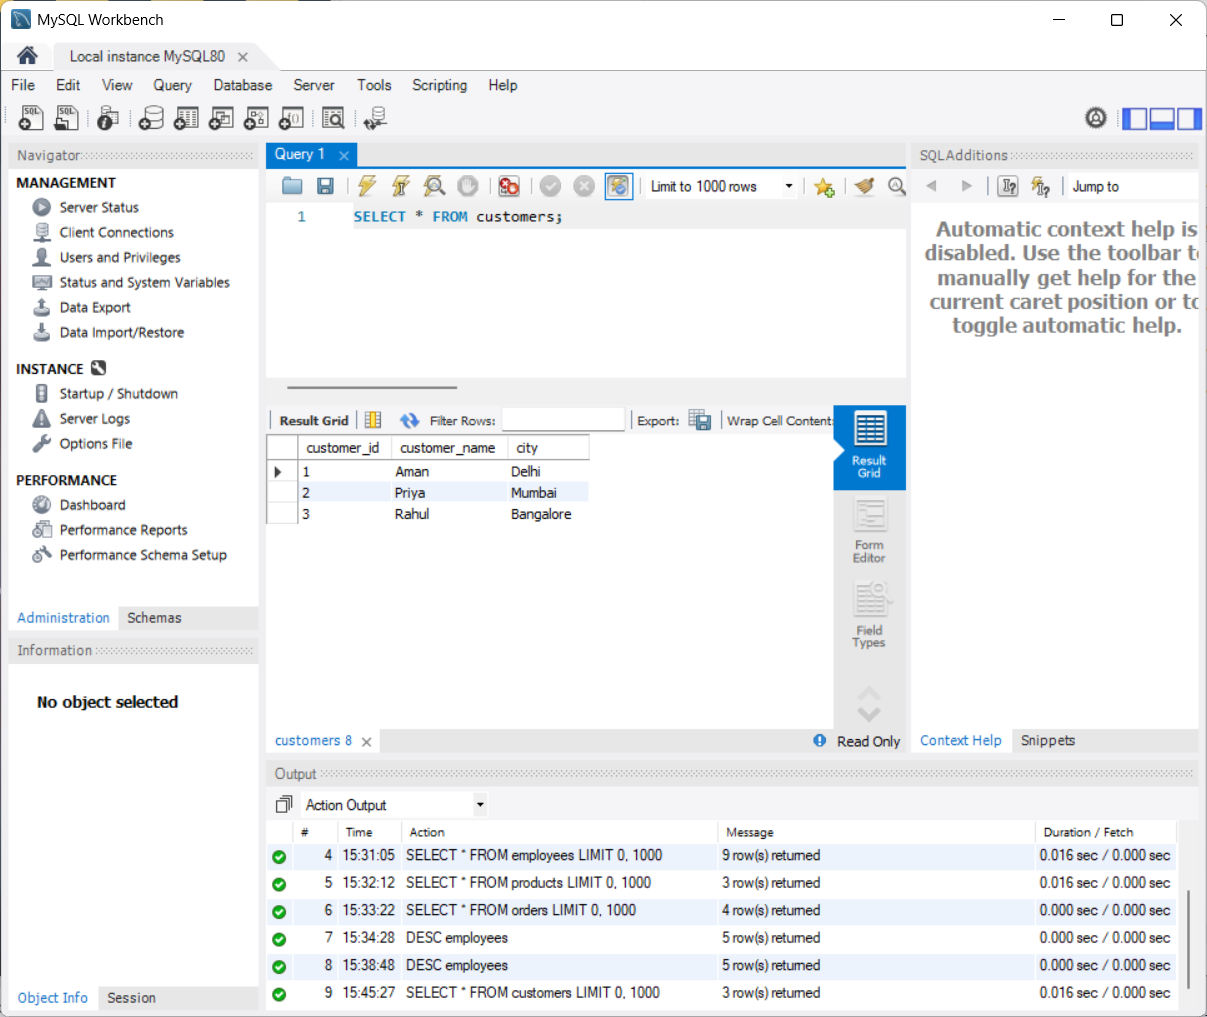 MySQL Workbench
Local instance MySQL80
File Edit View Query Database Server Tools Scripting Help
SQL SQL
Navigator
MANAGEMENT
Server Status
Client Connections
Users and Privileges
Status and System Variables
Data Export
Data Import/Restore
INSTANCE
Startup / Shutdown
Server Logs
Options File
PERFORMANCE
Dashboard
Performance Reports
Performance Schema Setup
Administration Schemas
Information
No object selected
Object Info Session
Query 1
Limit to 1000 rows
1 SELECT * FROM customers;
Result Grid Filter Rows: Export: Wrap Cell Content:
customer_id customer_name city
1 Aman Delhi
2 Priya Mumbai
3 Rahul Bangalore
Result
Grid
Form
Editor
Field
Types
customers 8 Read Only
SQLAdditions
Jump to
Automatic context help is
disabled. Use the toolbar t
manually get help for the
current caret position or to
toggle automatic help.
Context Help Snippets
Output
Action Output
# Time Action Message Duration / Fetch
4 15:31:05 SELECT * FROM employees LIMIT 0, 1000 9 row(s) returned 0.016 sec / 0.000 sec
5 15:32:12 SELECT * FROM products LIMIT 0, 1000 3 row(s) returned 0.016 sec / 0.000 sec
6 15:33:22 SELECT * FROM orders LIMIT 0, 1000 4 row(s) returned 0.000 sec / 0.000 sec
7 15:34:28 DESC employees 5 row(s) returned 0.000 sec / 0.000 sec
8 15:38:48 DESC employees 5 row(s) returned 0.000 sec / 0.000 sec
9 15:45:27 SELECT * FROM customers LIMIT 0, 1000 3 row(s) returned 0.016 sec / 0.000 sec